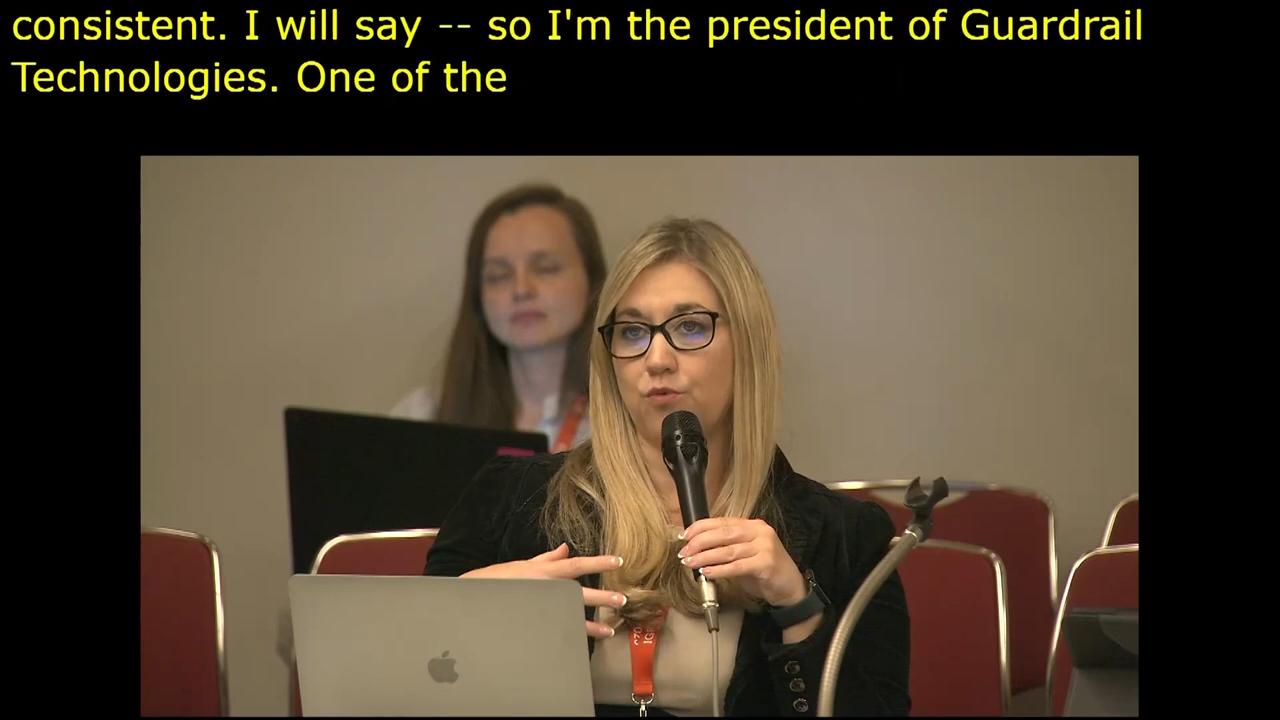 consistent. I will say -- so I'm the president of Guardrail
Technologies. One of the